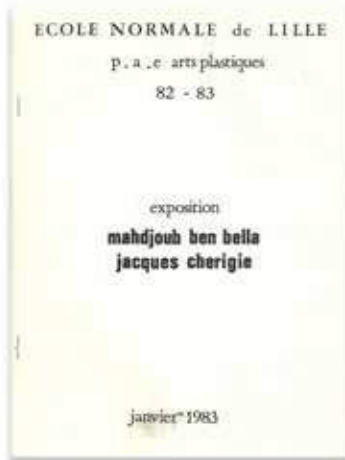 ECOLE NORMALE de LILLE
p.a.e arts plastiques
82 - 83
exposition
mahdjoub ben bella
jacques cherigie
janvier 1983